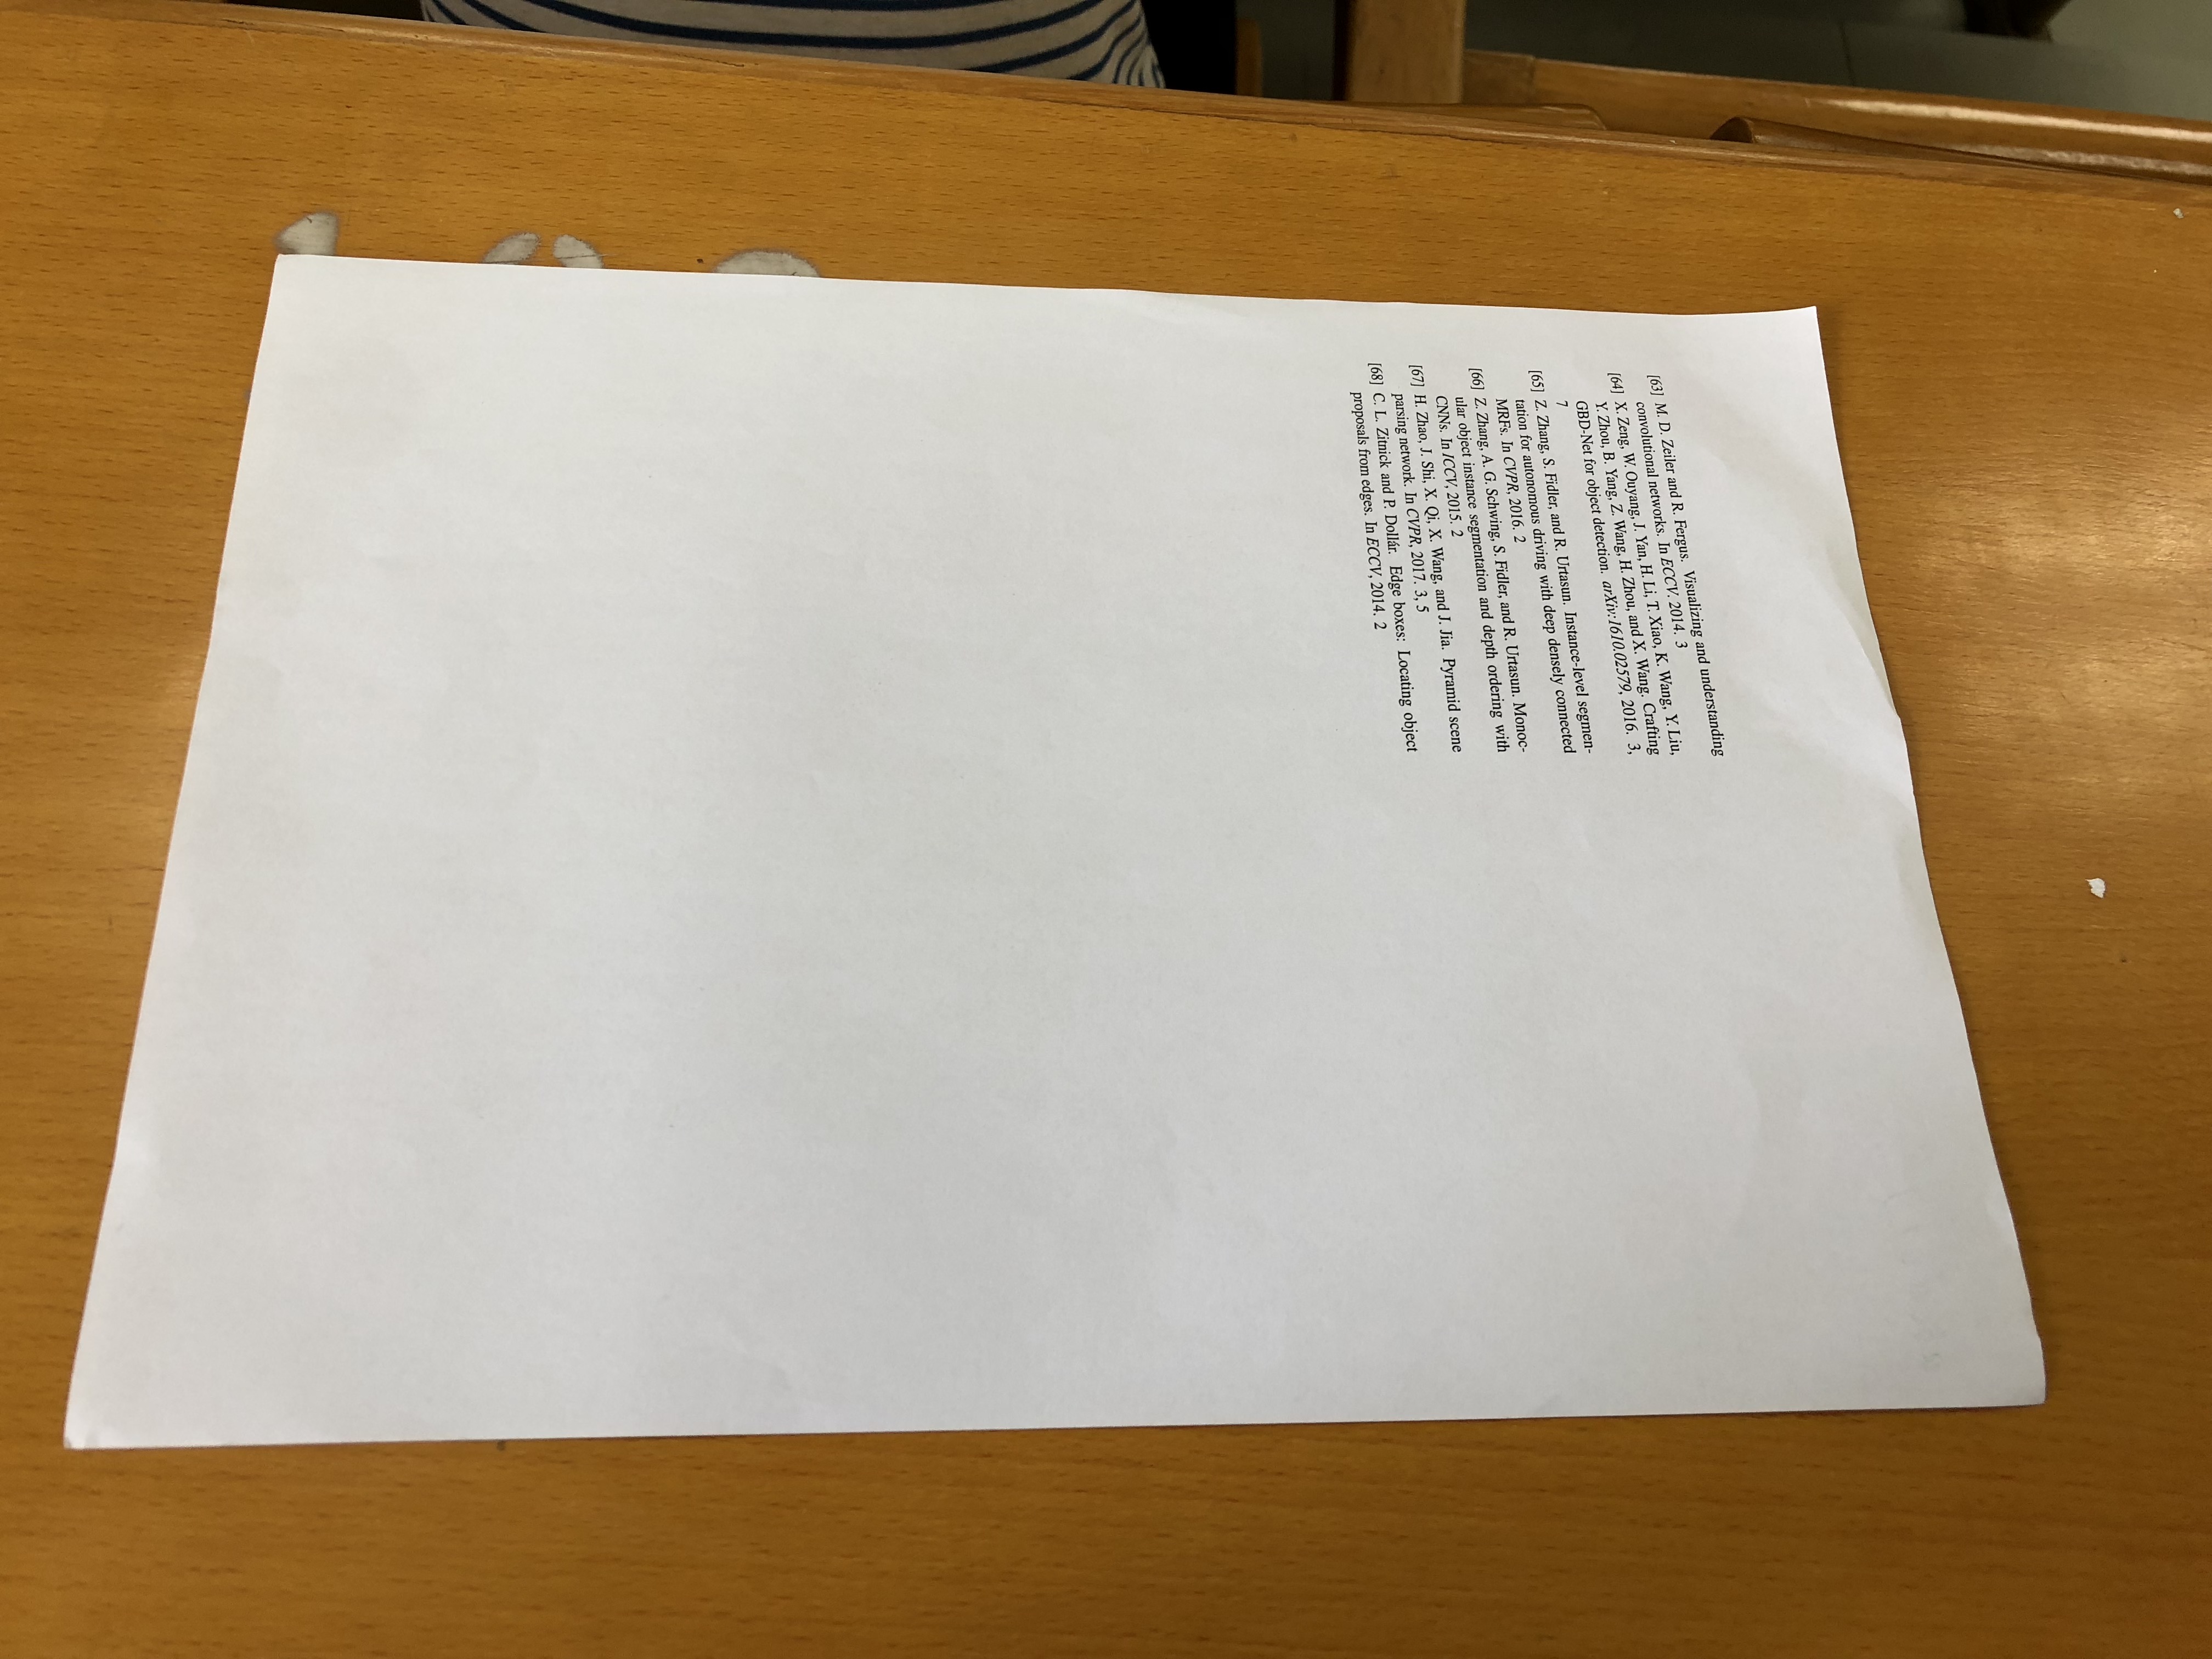 [63] M. D. Zeiler and R. Fergus. Visualizing and understanding
convolutional networks. In ECCV. 2014. 3
[64] X. Zeng, W. Ouyang, J. Yan, H. Li, T. Xiao, K. Wang, Y. Liu,
Y. Zhou, B. Yang, Z. Wang, H. Zhou, and X. Wang. Crafting
GBD-Net for object detection. arXiv:1610.02579, 2016. 3,
7
[65] Z. Zhang, S. Fidler, and R. Urtasun. Instance-level segmen-
tation for autonomous driving with deep densely connected
MRFs. In CVPR, 2016. 2
[66] Z. Zhang, A. G. Schwing, S. Fidler, and R. Urtasun. Monoc-
ular object instance segmentation and depth ordering with
CNNs. In ICCV, 2015. 2
[67] H. Zhao, J. Shi, X. Qi, X. Wang, and J. Jia. Pyramid scene
parsing network. In CVPR, 2017. 3, 5
[68] C. L. Zitnick and P. Dollár. Edge boxes: Locating object
proposals from edges. In ECCV, 2014. 2